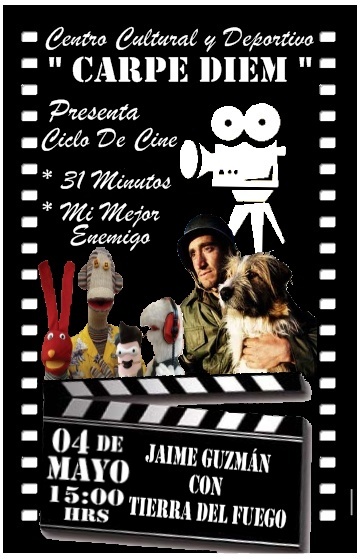 Centro Cultural y Deportivo
" CARPE DIEM "
Presenta
Ciclo De Cine
* 31 Minutos
* Mi Mejor
Enemigo
04 DE
MAYO
15:00
HRS
JAIME GUZMÁN
CON
TIERRA DEL FUEGO